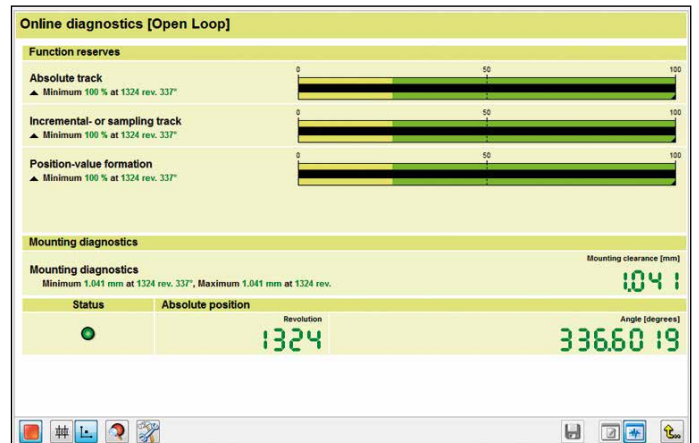 Online diagnostics [Open Loop]
Function reserves
Absolute track
0 50 100
Minimum 100 % at 1324 rev. 337°
Incremental- or sampling track
0 50 100
Minimum 100 % at 1324 rev. 337°
Position-value formation
0 50 100
Minimum 100 % at 1324 rev. 337°
Mounting diagnostics
Mounting clearance [mm]
Mounting diagnostics
Minimum 1.041 mm at 1324 rev. 337°, Maximum 1.041 mm at 1324 rev.
1.041
Status Absolute position
Revolution Angle [degrees]
1324 336.6019